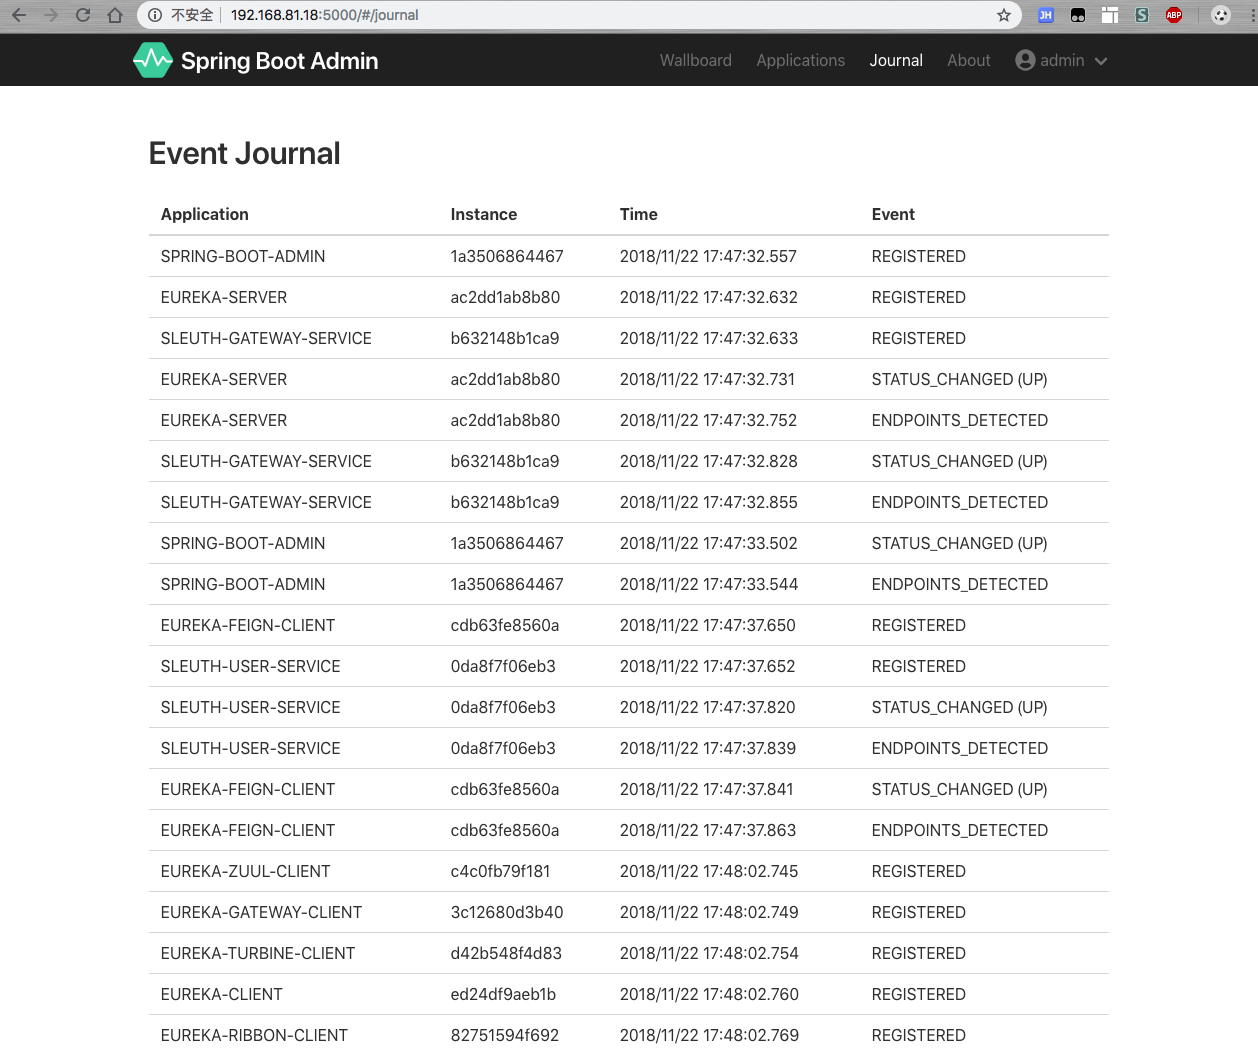 不安全 192.168.81.18:5000/#/journal JH S ABP
Spring Boot Admin Wallboard Applications Journal About admin
Event Journal
Application Instance Time Event
SPRING-BOOT-ADMIN 1a3506864467 2018/11/22 17:47:32.557 REGISTERED
EUREKA-SERVER ac2dd1ab8b80 2018/11/22 17:47:32.632 REGISTERED
SLEUTH-GATEWAY-SERVICE b632148b1ca9 2018/11/22 17:47:32.633 REGISTERED
EUREKA-SERVER ac2dd1ab8b80 2018/11/22 17:47:32.731 STATUS_CHANGED (UP)
EUREKA-SERVER ac2dd1ab8b80 2018/11/22 17:47:32.752 ENDPOINTS_DETECTED
SLEUTH-GATEWAY-SERVICE b632148b1ca9 2018/11/22 17:47:32.828 STATUS_CHANGED (UP)
SLEUTH-GATEWAY-SERVICE b632148b1ca9 2018/11/22 17:47:32.855 ENDPOINTS_DETECTED
SPRING-BOOT-ADMIN 1a3506864467 2018/11/22 17:47:33.502 STATUS_CHANGED (UP)
SPRING-BOOT-ADMIN 1a3506864467 2018/11/22 17:47:33.544 ENDPOINTS_DETECTED
EUREKA-FEIGN-CLIENT cdb63fe8560a 2018/11/22 17:47:37.650 REGISTERED
SLEUTH-USER-SERVICE 0da8f7f06eb3 2018/11/22 17:47:37.652 REGISTERED
SLEUTH-USER-SERVICE 0da8f7f06eb3 2018/11/22 17:47:37.820 STATUS_CHANGED (UP)
SLEUTH-USER-SERVICE 0da8f7f06eb3 2018/11/22 17:47:37.839 ENDPOINTS_DETECTED
EUREKA-FEIGN-CLIENT cdb63fe8560a 2018/11/22 17:47:37.841 STATUS_CHANGED (UP)
EUREKA-FEIGN-CLIENT cdb63fe8560a 2018/11/22 17:47:37.863 ENDPOINTS_DETECTED
EUREKA-ZUUL-CLIENT c4c0fb79f181 2018/11/22 17:48:02.745 REGISTERED
EUREKA-GATEWAY-CLIENT 3c12680d3b40 2018/11/22 17:48:02.749 REGISTERED
EUREKA-TURBINE-CLIENT d42b548f4d83 2018/11/22 17:48:02.754 REGISTERED
EUREKA-CLIENT ed24df9aeb1b 2018/11/22 17:48:02.760 REGISTERED
EUREKA-RIBBON-CLIENT 82751594f692 2018/11/22 17:48:02.769 REGISTERED